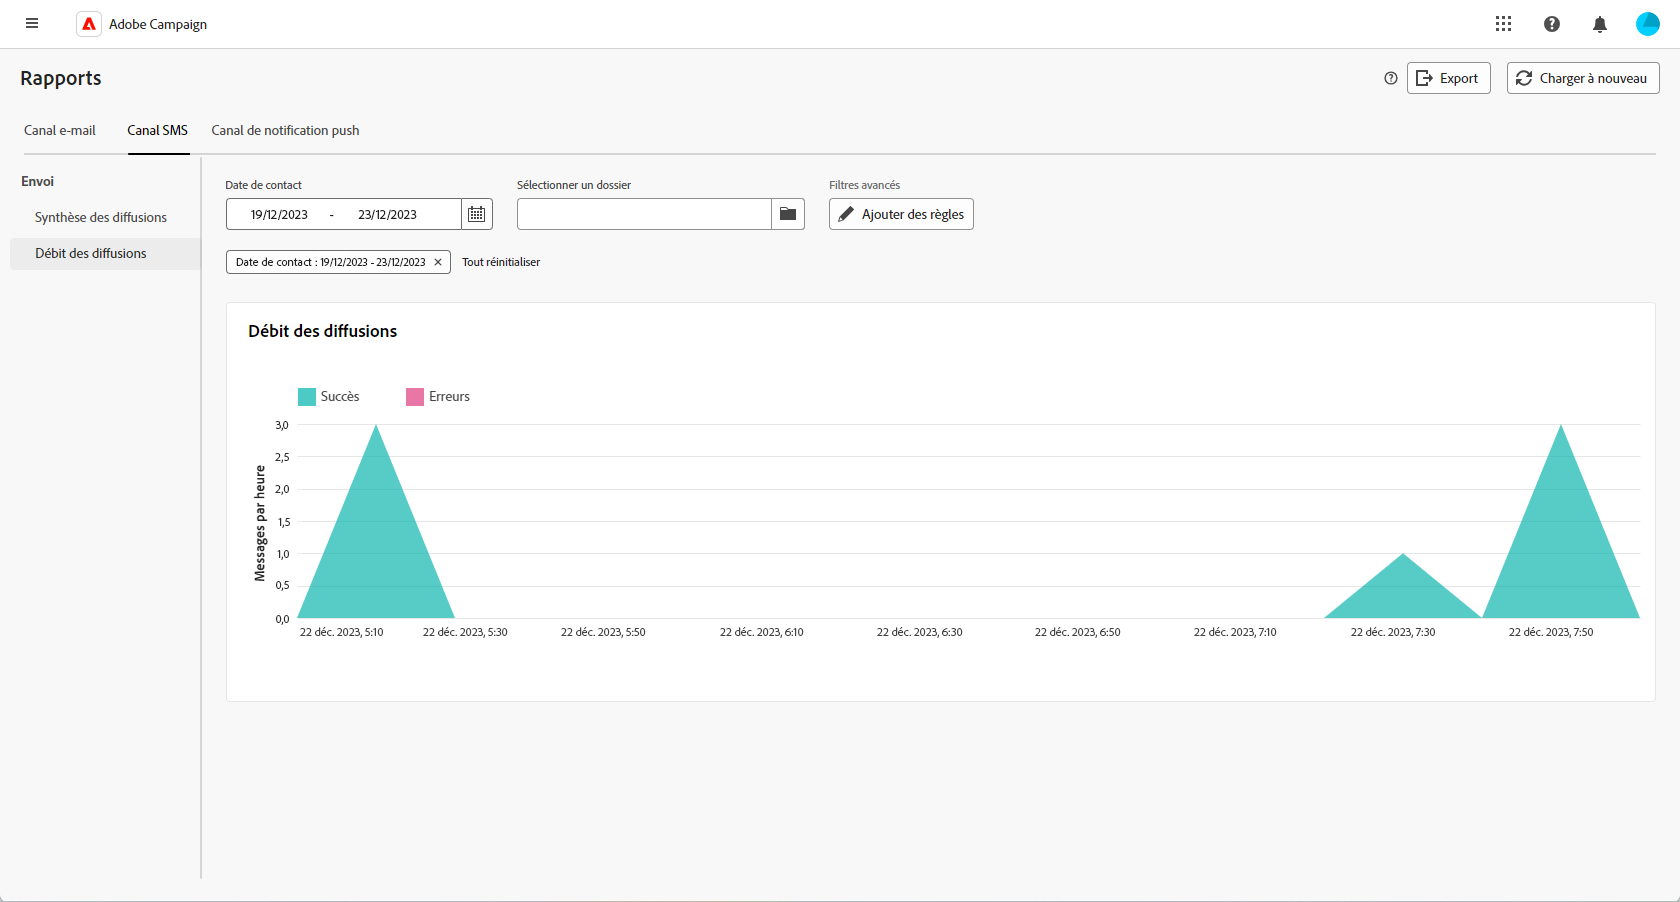 Adobe Campaign
Rapports
Export
Charger à nouveau
Canal e-mail
Canal SMS
Canal de notification push
Envoi
Synthèse des diffusions
Débit des diffusions
Date de contact
Sélectionner un dossier
Filtres avancés
19/12/2023 - 23/12/2023
Ajouter des règles
Date de contact : 19/12/2023 - 23/12/2023
Tout réinitialiser
Débit des diffusions
Succès
Erreurs
Messages par heure
3,0
2,5
2,0
1,5
1,0
0,5
0,0
22 déc. 2023, 5:10
22 déc. 2023, 5:30
22 déc. 2023, 5:50
22 déc. 2023, 6:10
22 déc. 2023, 6:30
22 déc. 2023, 6:50
22 déc. 2023, 7:10
22 déc. 2023, 7:30
22 déc. 2023, 7:50